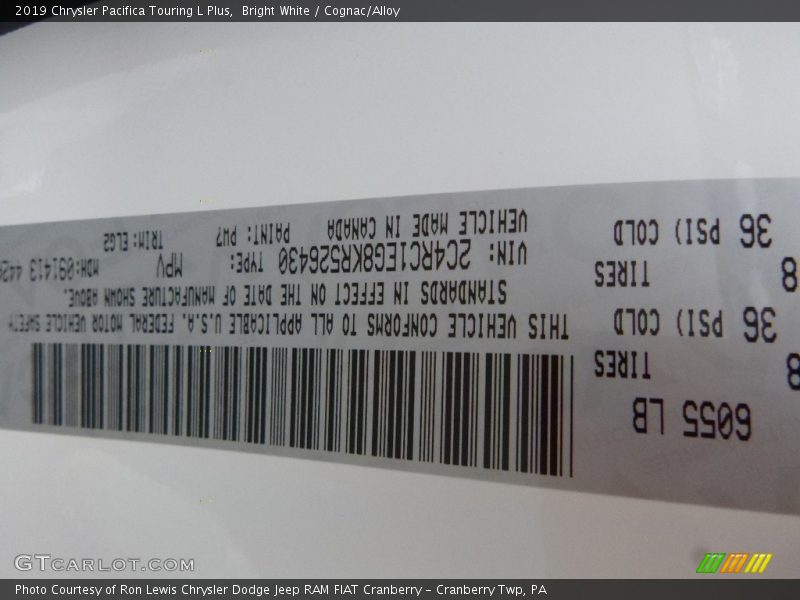 2019 Chrysler Pacifica Touring L Plus, Bright White / Cognac/Alloy
6055 LB
TIRES
36 PSI) COLD
TIRES
36 PSI) COLD
THIS VEHICLE CONFORMS TO ALL APPLICABLE U.S.A. FEDERAL MOTOR VEHICLE SAFETY
STANDARDS IN EFFECT ON THE DATE OF MANUFACTURE SHOWN ABOVE.
VIN: 2C4RC1EG8KR526430 TYPE: MPV MDH:091413
VEHICLE MADE IN CANADA PAINT: PW7 TRIM: ELG2
GTCARLOT.COM
Photo Courtesy of Ron Lewis Chrysler Dodge Jeep RAM FIAT Cranberry – Cranberry Twp, PA